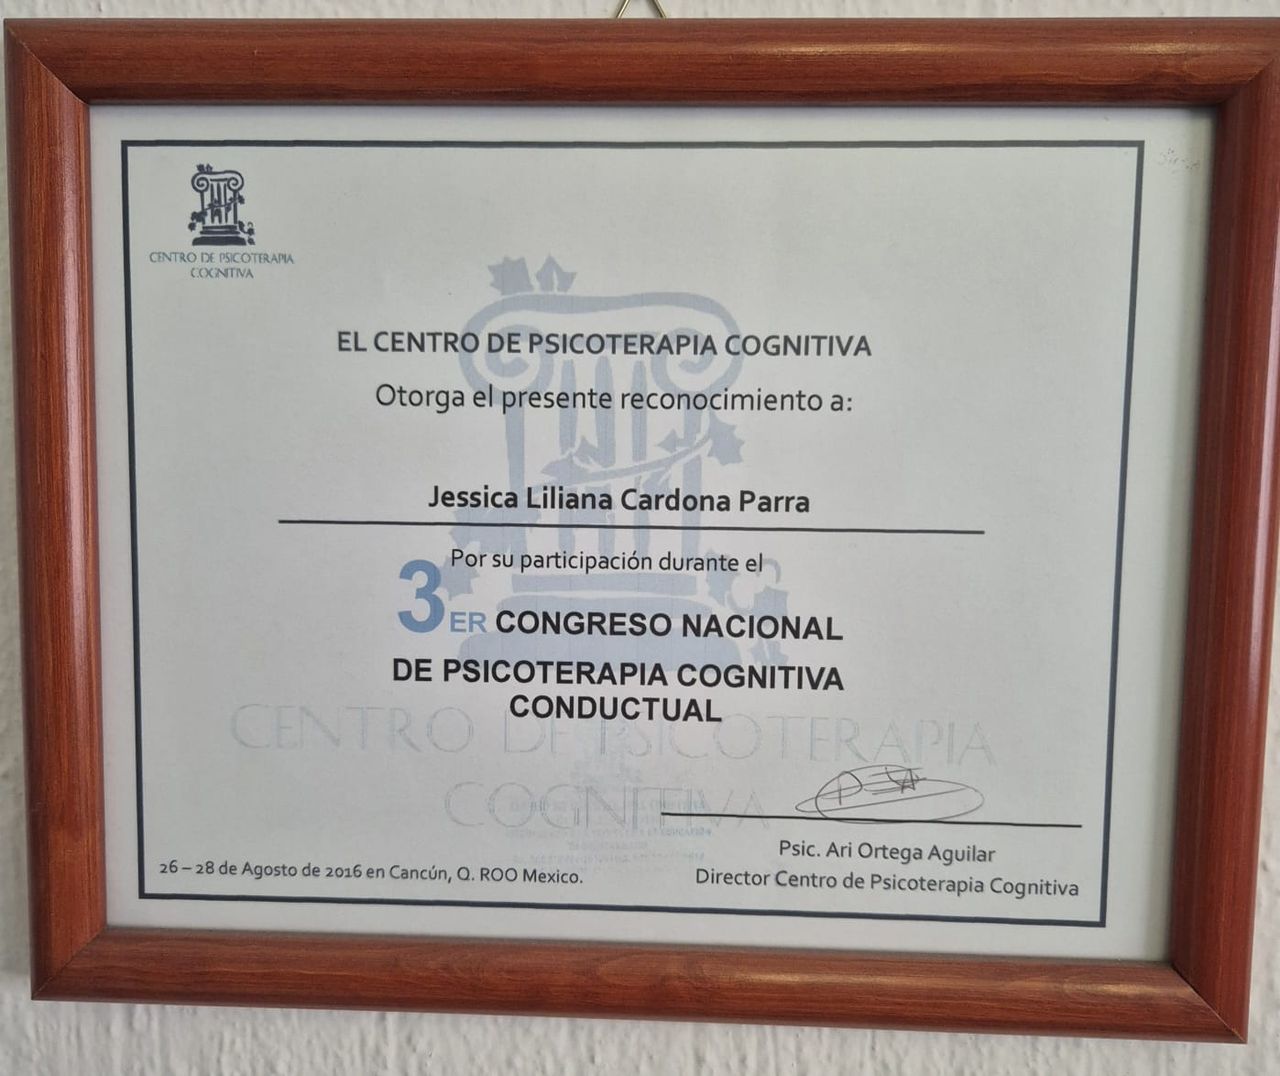 CENTRO DE PSICOTERAPIA
COGNITIVA
EL CENTRO DE PSICOTERAPIA COGNITIVA
Otorga el presente reconocimiento a:
Jessica Liliana Cardona Parra
Por su participación durante el
3ER CONGRESO NACIONAL
DE PSICOTERAPIA COGNITIVA
CONDUCTUAL
CENTRO DE PSICOTERAPIA
COGNITIVA
Psic. Ari Ortega Aguilar
Director Centro de Psicoterapia Cognitiva
26 – 28 de Agosto de 2016 en Cancún, Q. ROO Mexico.